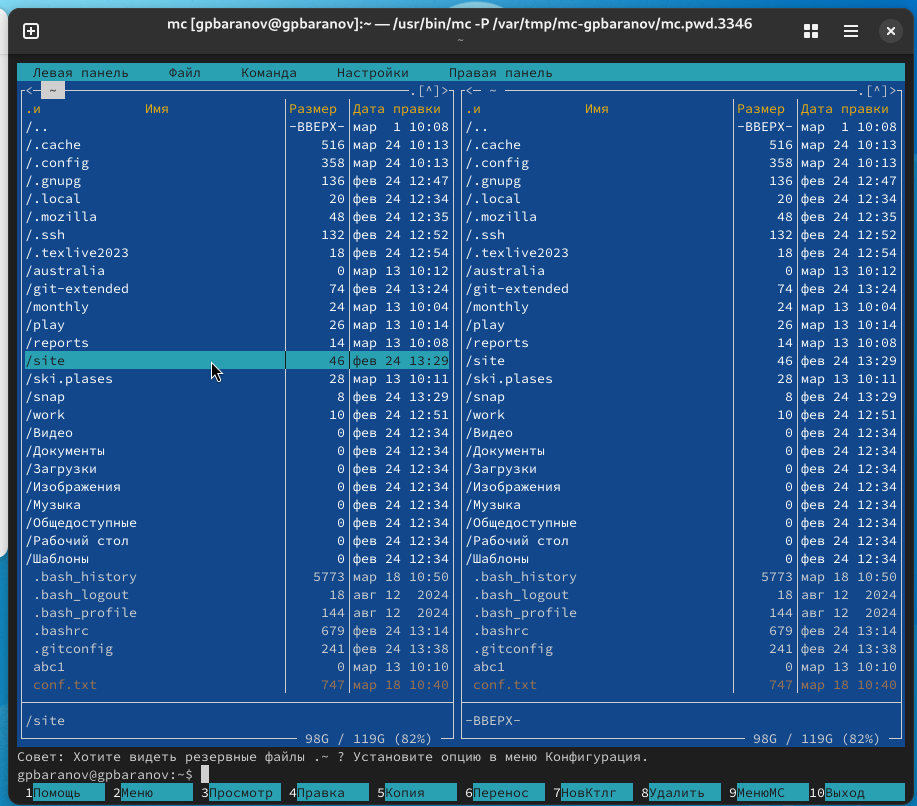 mc [gpbaranov@gpbaranov]:~ — /usr/bin/mc -P /var/tmp/mc-gpbaranov/mc.pwd.3346
~
Левая панель Файл Команда Настройки Правая панель
<─ ~ .[^]> <─ ~ .[^]>
.и Имя Размер Дата правки .и Имя Размер Дата правки
/.. -ВВЕРХ- мар 1 10:08 /.. -ВВЕРХ- мар 1 10:08
/.cache 516 мар 24 10:13 /.cache 516 мар 24 10:13
/.config 358 мар 24 10:13 /.config 358 мар 24 10:13
/.gnupg 136 фев 24 12:47 /.gnupg 136 фев 24 12:47
/.local 20 фев 24 12:34 /.local 20 фев 24 12:34
/.mozilla 48 фев 24 12:35 /.mozilla 48 фев 24 12:35
/.ssh 132 фев 24 12:52 /.ssh 132 фев 24 12:52
/.texlive2023 18 фев 24 12:54 /.texlive2023 18 фев 24 12:54
/australia 0 мар 13 10:12 /australia 0 мар 13 10:12
/git-extended 74 фев 24 13:24 /git-extended 74 фев 24 13:24
/monthly 24 мар 13 10:04 /monthly 24 мар 13 10:04
/play 26 мар 13 10:14 /play 26 мар 13 10:14
/reports 14 мар 13 10:08 /reports 14 мар 13 10:08
/site 46 фев 24 13:29 /site 46 фев 24 13:29
/ski.plases 28 мар 13 10:11 /ski.plases 28 мар 13 10:11
/snap 8 фев 24 13:29 /snap 8 фев 24 13:29
/work 10 фев 24 12:51 /work 10 фев 24 12:51
/Видео 0 фев 24 12:34 /Видео 0 фев 24 12:34
/Документы 0 фев 24 12:34 /Документы 0 фев 24 12:34
/Загрузки 0 фев 24 12:34 /Загрузки 0 фев 24 12:34
/Изображения 0 фев 24 12:34 /Изображения 0 фев 24 12:34
/Музыка 0 фев 24 12:34 /Музыка 0 фев 24 12:34
/Общедоступные 0 фев 24 12:34 /Общедоступные 0 фев 24 12:34
/Рабочий стол 0 фев 24 12:34 /Рабочий стол 0 фев 24 12:34
/Шаблоны 0 фев 24 12:34 /Шаблоны 0 фев 24 12:34
.bash_history 5773 мар 18 10:50 .bash_history 5773 мар 18 10:50
.bash_logout 18 авг 12 2024 .bash_logout 18 авг 12 2024
.bash_profile 144 авг 12 2024 .bash_profile 144 авг 12 2024
.bashrc 679 фев 24 13:14 .bashrc 679 фев 24 13:14
.gitconfig 241 фев 24 13:38 .gitconfig 241 фев 24 13:38
abc1 0 мар 13 10:10 abc1 0 мар 13 10:10
conf.txt 747 мар 18 10:40 conf.txt 747 мар 18 10:40
/site -ВВЕРХ-
98G / 119G (82%) 98G / 119G (82%)
Совет: Хотите видеть резервные файлы .~ ? Установите опцию в меню Конфигурация.
gpbaranov@gpbaranov:~$
1Помощь 2Меню 3Просмотр 4Правка 5Копия 6Перенос 7НовКтлг 8Удалить 9МенюМС 10Выход